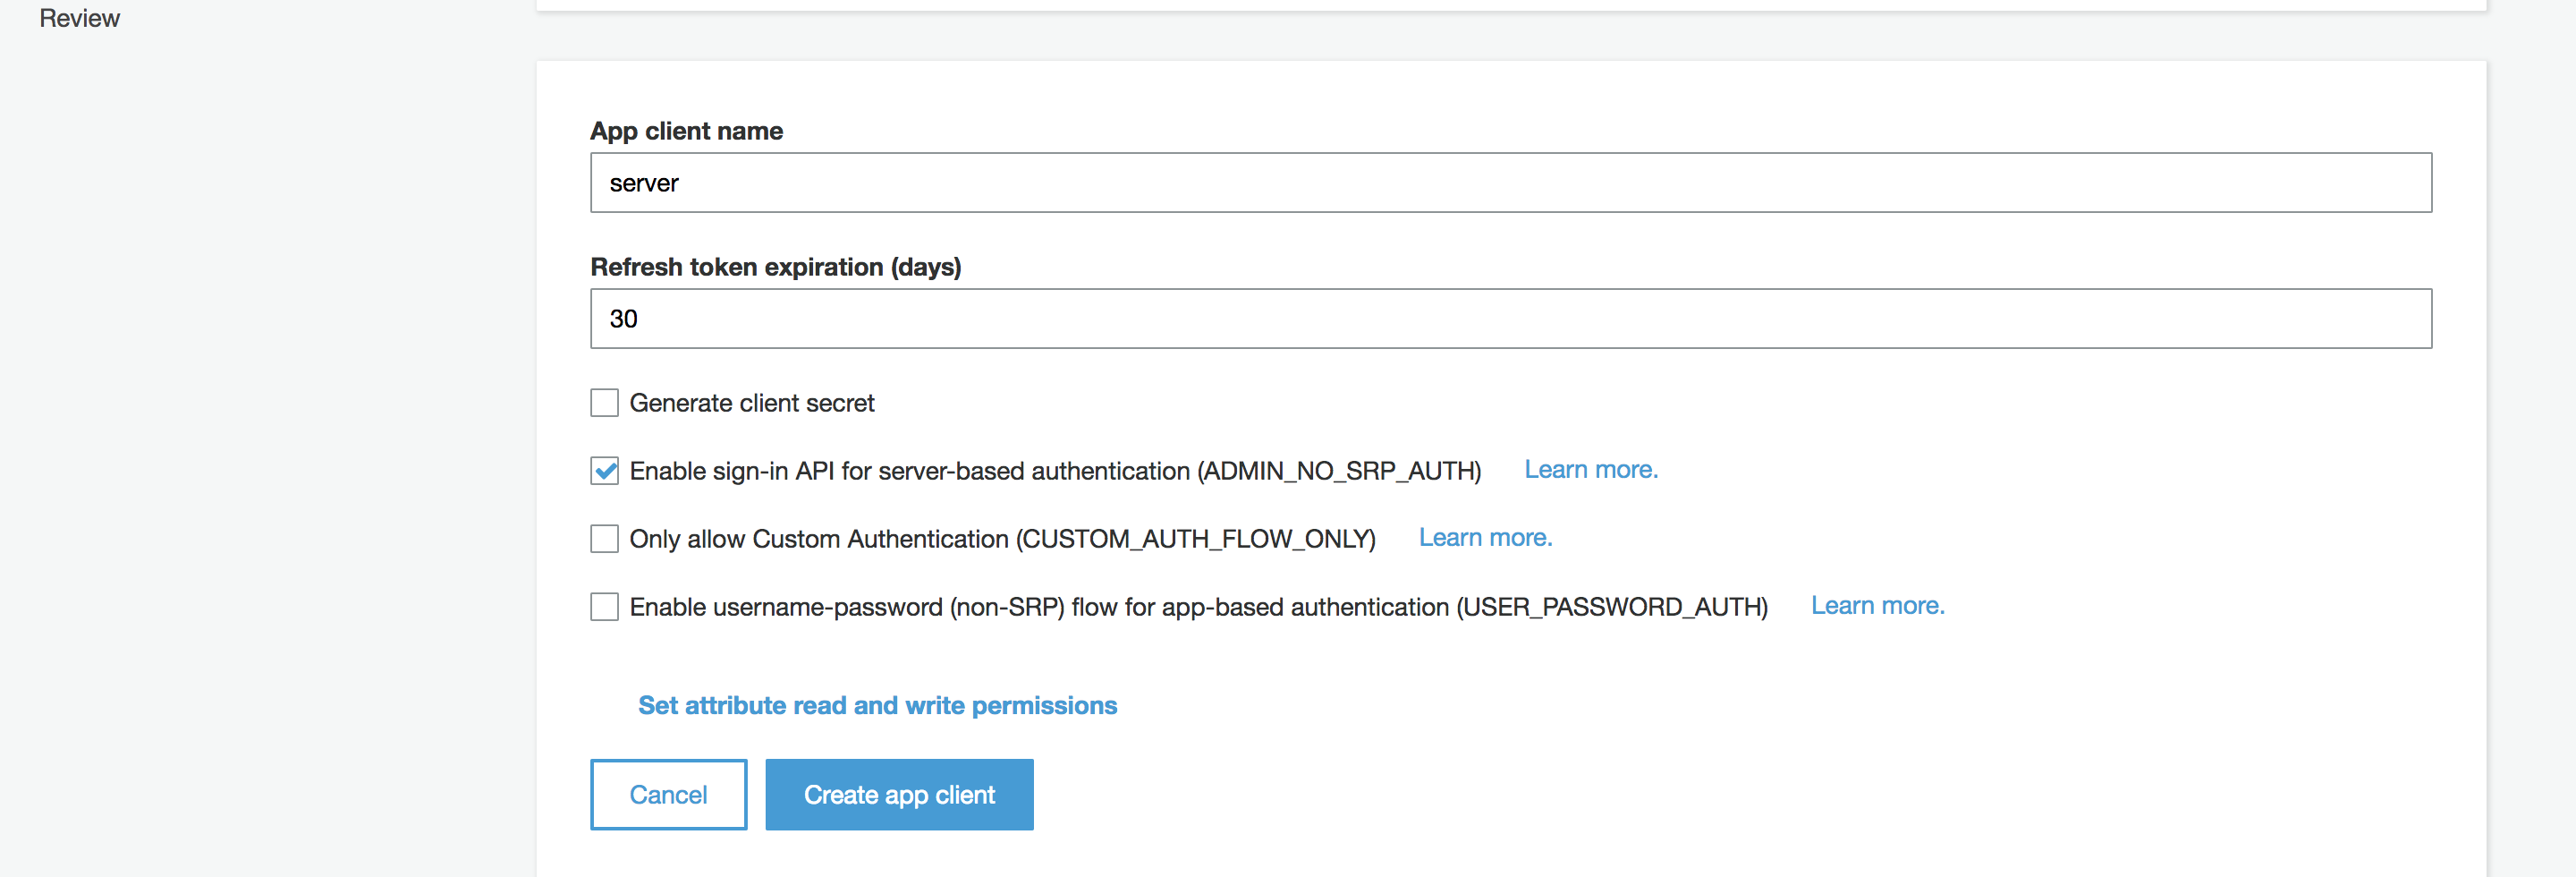 Review
App client name
server
Refresh token expiration (days)
30
Generate client secret
Enable sign-in API for server-based authentication (ADMIN_NO_SRP_AUTH) Learn more.
Only allow Custom Authentication (CUSTOM_AUTH_FLOW_ONLY) Learn more.
Enable username-password (non-SRP) flow for app-based authentication (USER_PASSWORD_AUTH) Learn more.
Set attribute read and write permissions
Cancel Create app client